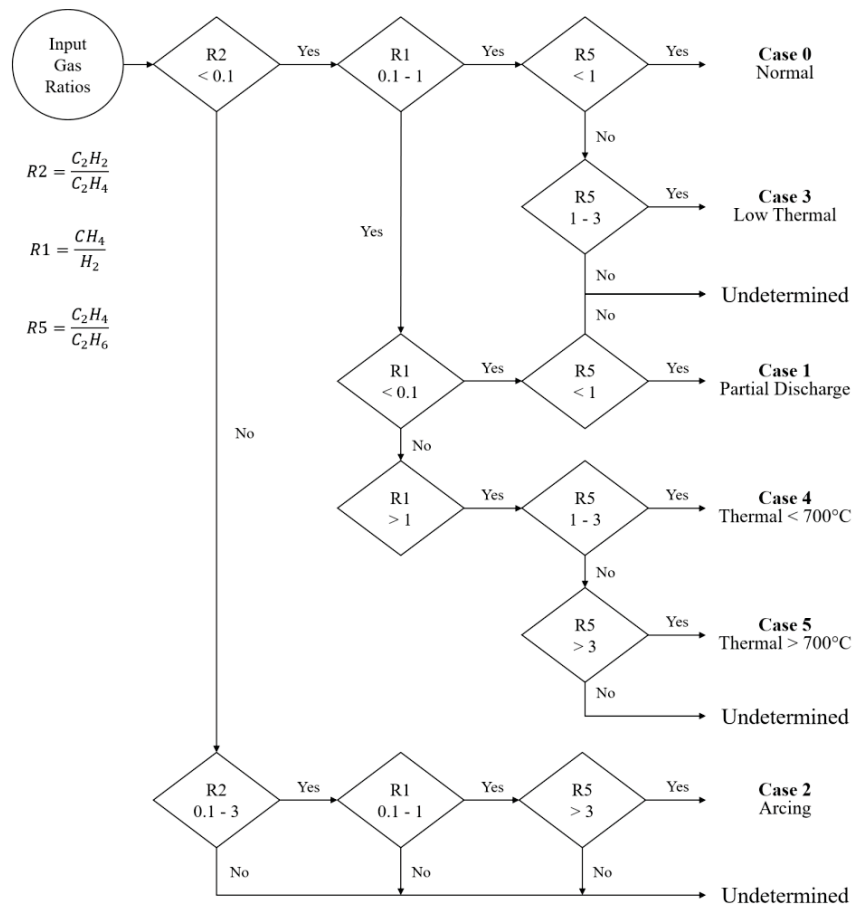 Input
Gas
Ratios
R2
< 0.1
Yes
R1
0.1 - 1
Yes
R5
< 1
Yes
Case 0
Normal
No
R5
1 - 3
Yes
Case 3
Low Thermal
No
Undetermined
No
R2 = C₂H₂ / C₂H₄
R1 = CH₄ / H₂
R5 = C₂H₄ / C₂H₆
Yes
R1
< 0.1
Yes
R5
< 1
Yes
Case 1
Partial Discharge
No
No
R1
> 1
Yes
R5
1 - 3
Yes
Case 4
Thermal < 700°C
No
R5
> 3
Yes
Case 5
Thermal > 700°C
No
Undetermined
R2
0.1 - 3
Yes
R1
0.1 - 1
Yes
R5
> 3
Yes
Case 2
Arcing
No
No
No
Undetermined